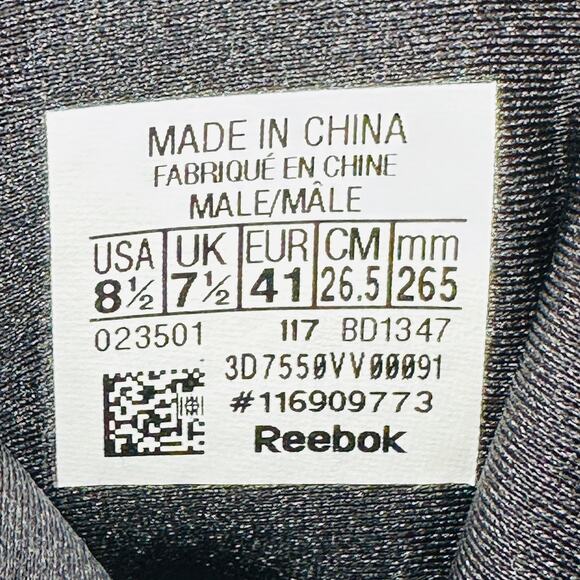 MADE IN CHINA
FABRIQUÉ EN CHINE
MALE/MÂLE
USA UK EUR CM mm
8½ 7½ 41 26.5 265
023501 117 BD1347
3D7550VV00091
#116909773
Reebok